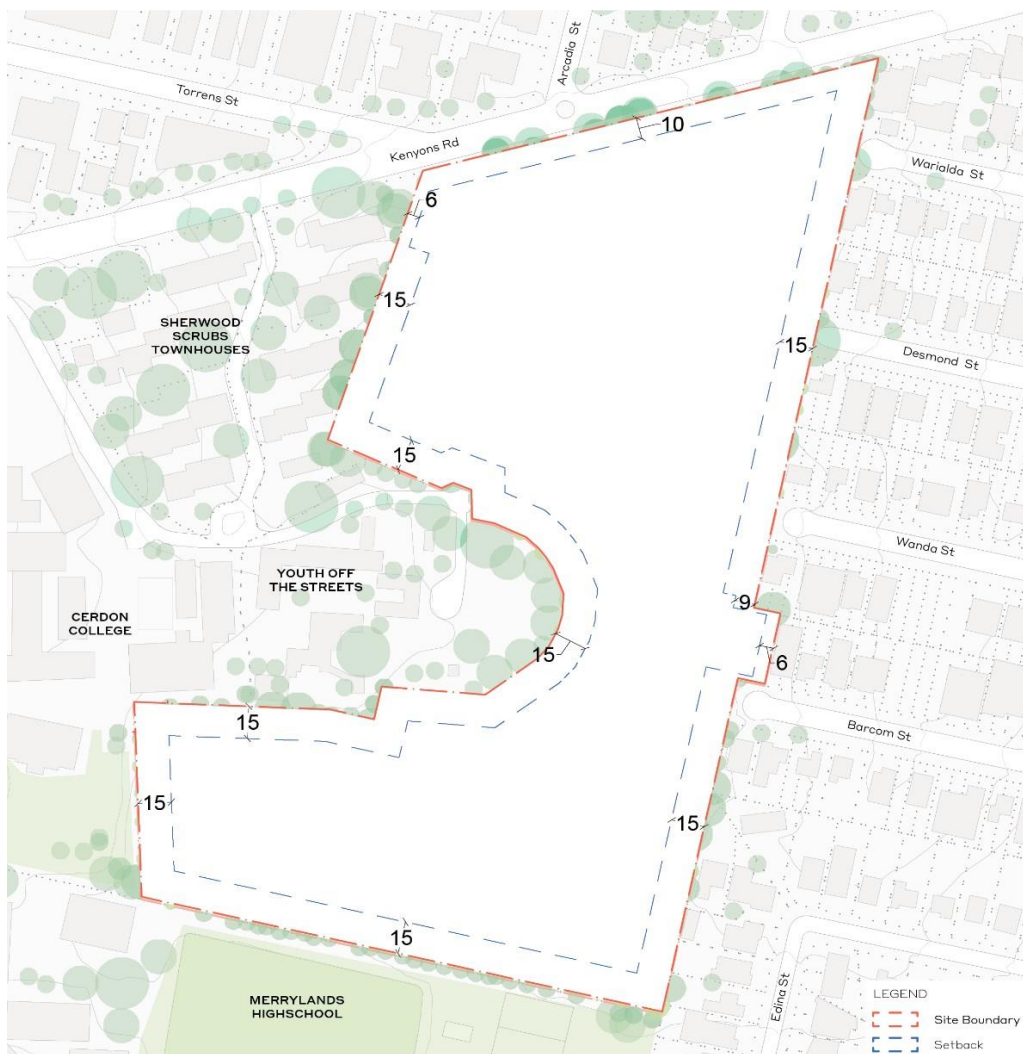 Arcadia St
Torrens St
10
Kenyons Rd
Warialda St
6
15
SHERWOOD
SCRUBS
TOWNHOUSES
15
Desmond St
15
Wanda St
YOUTH OFF
THE STREETS
CERDON
COLLEGE
9
15
6
15
Barcom St
15
15
15
MERRYLANDS
HIGHSCHOOL
Edina St
LEGEND
Site Boundary
Setback